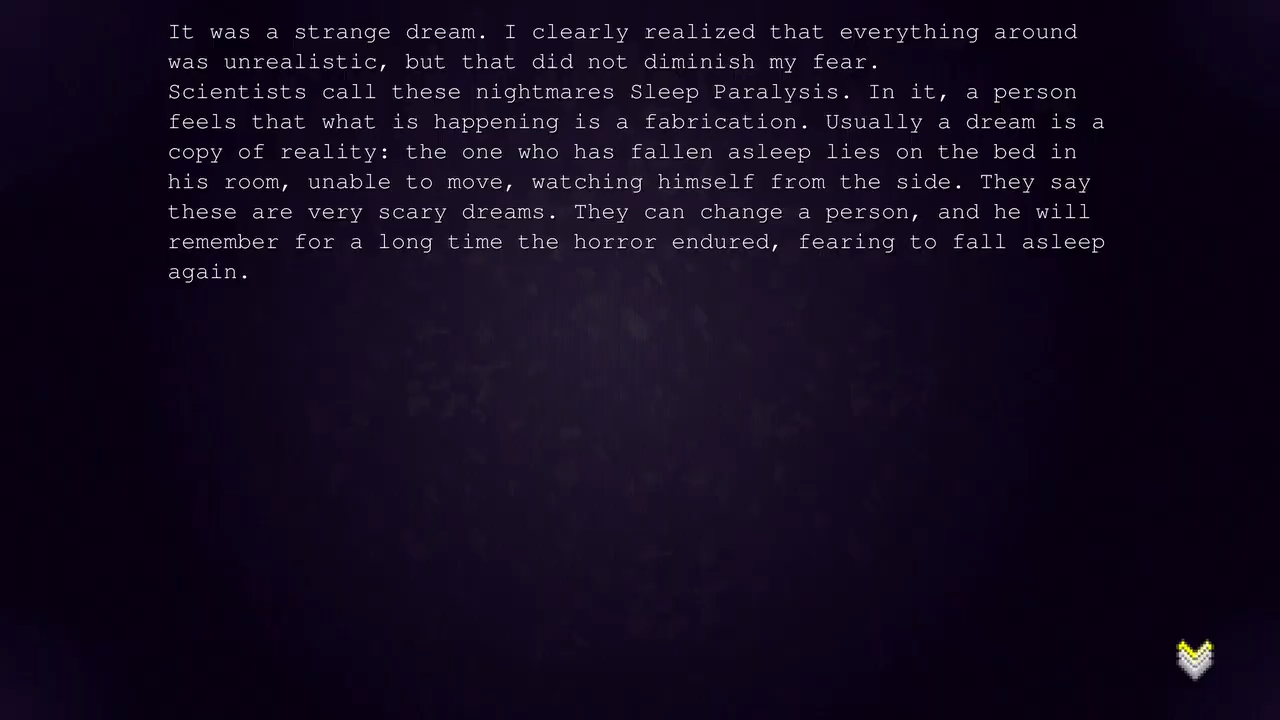 It was a strange dream. I clearly realized that everything around
was unrealistic, but that did not diminish my fear.
Scientists call these nightmares Sleep Paralysis. In it, a person
feels that what is happening is a fabrication. Usually a dream is a
copy of reality: the one who has fallen asleep lies on the bed in
his room, unable to move, watching himself from the side. They say
these are very scary dreams. They can change a person, and he will
remember for a long time the horror endured, fearing to fall asleep
again.